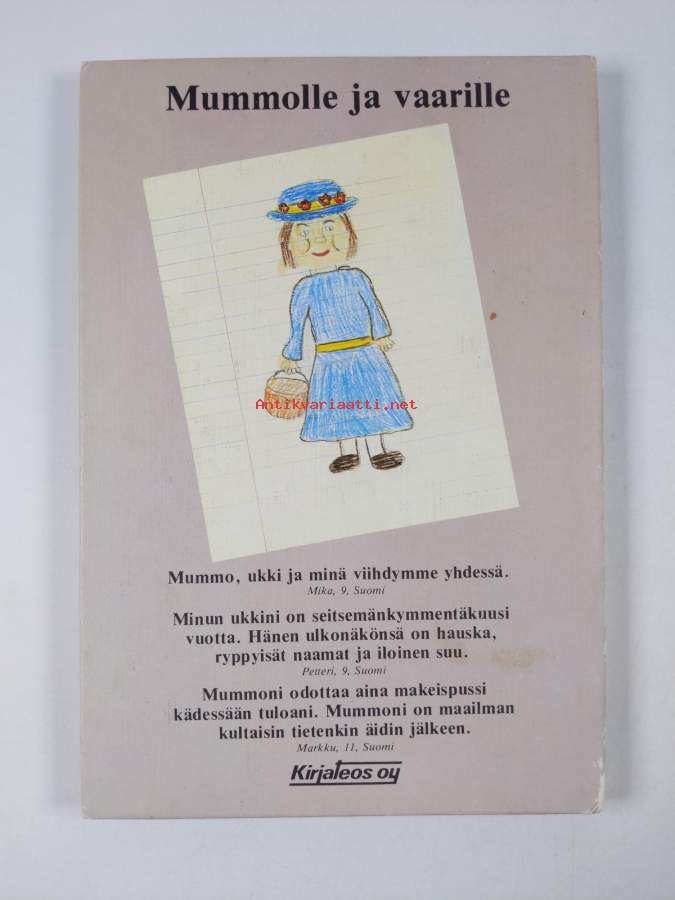 Mummolle ja vaarille
Antikvariaatti.net
Mummo, ukki ja minä viihdymme yhdessä.
Mika, 9, Suomi
Minun ukkini on seitsemänkymmentäkuusi
vuotta. Hänen ulkonäkönsä on hauska,
ryppyisät naamat ja iloinen suu.
Petteri, 9, Suomi
Mummoni odottaa aina makeispussi
kädessään tuloani. Mummoni on maailman
kultaisin tietenkin äidin jälkeen.
Markku, 11, Suomi
Kirjateos oy